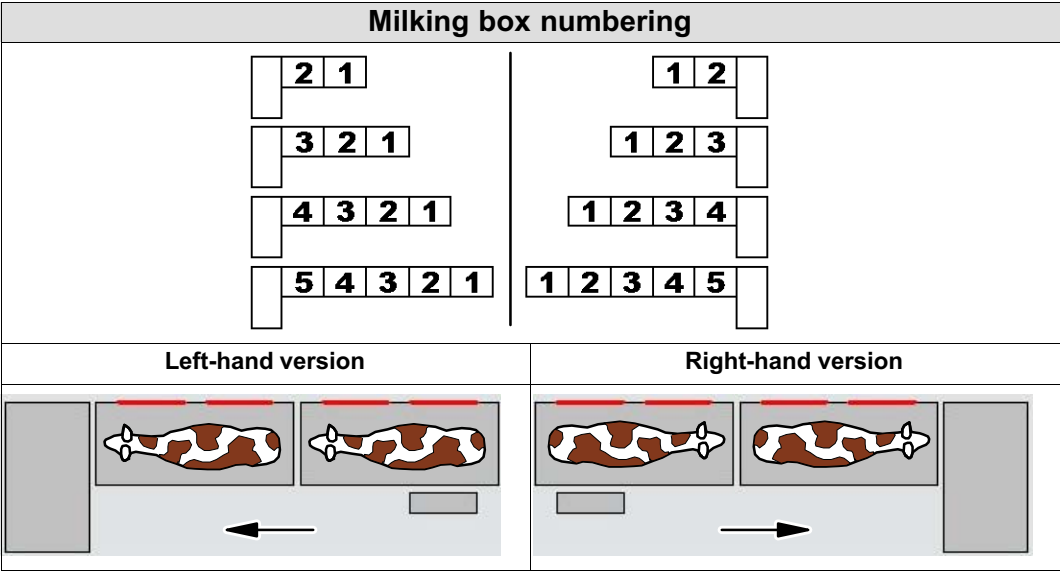 Milking box numbering
2 1
1 2
3 2 1
1 2 3
4 3 2 1
1 2 3 4
5 4 3 2 1
1 2 3 4 5
Left-hand version
Right-hand version